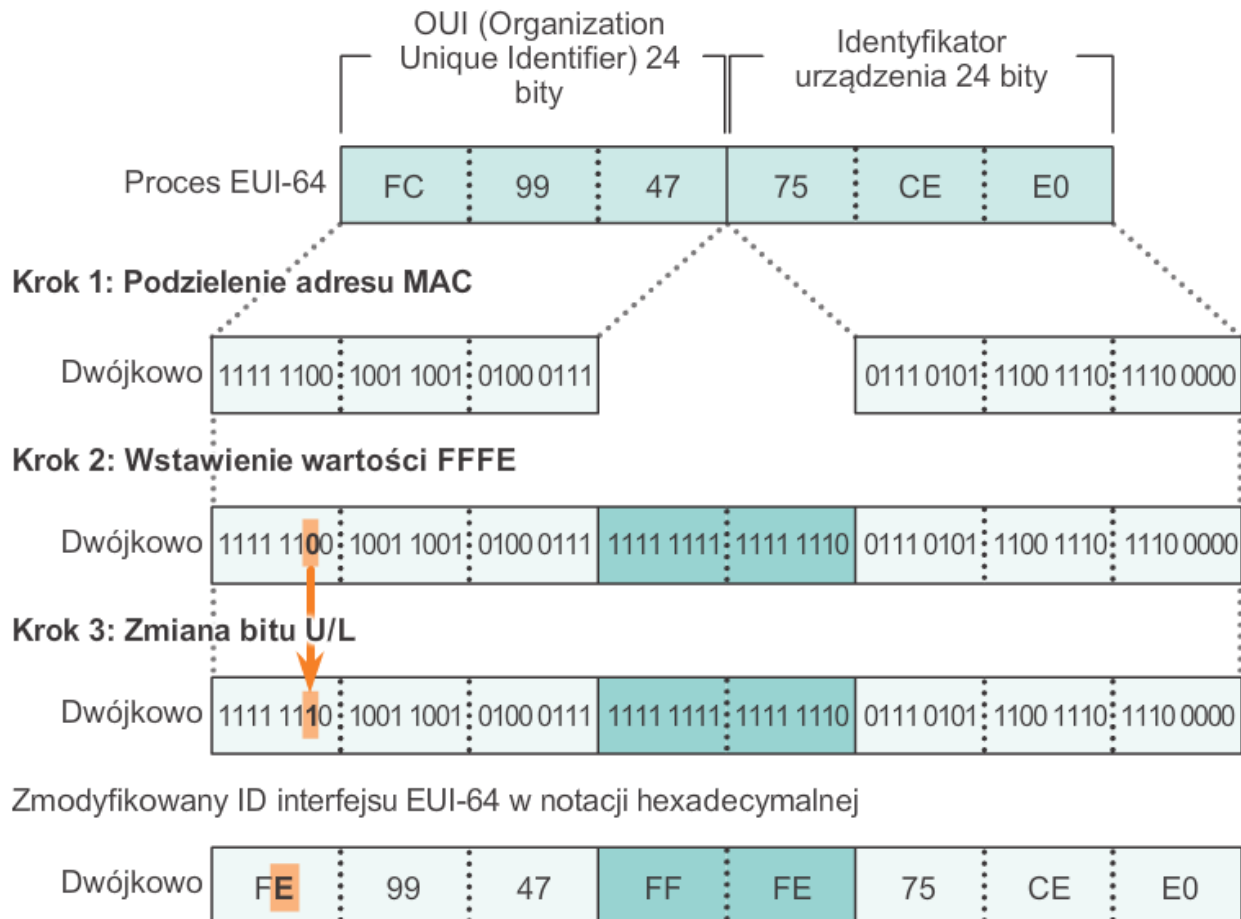 OUI (Organization
Unique Identifier) 24
bity
Identyfikator
urządzenia 24 bity
Proces EUI-64 FC 99 47 75 CE E0
Krok 1: Podzielenie adresu MAC
Dwójkowo 1111 1100 1001 1001 0100 0111 0111 0101 1100 1110 1110 0000
Krok 2: Wstawienie wartości FFFE
Dwójkowo 1111 1100 1001 1001 0100 0111 1111 1111 1111 1110 0111 0101 1100 1110 1110 0000
Krok 3: Zmiana bitu U/L
Dwójkowo 1111 1110 1001 1001 0100 0111 1111 1111 1111 1110 0111 0101 1100 1110 1110 0000
Zmodyfikowany ID interfejsu EUI-64 w notacji hexadecymalnej
Dwójkowo FE 99 47 FF FE 75 CE E0